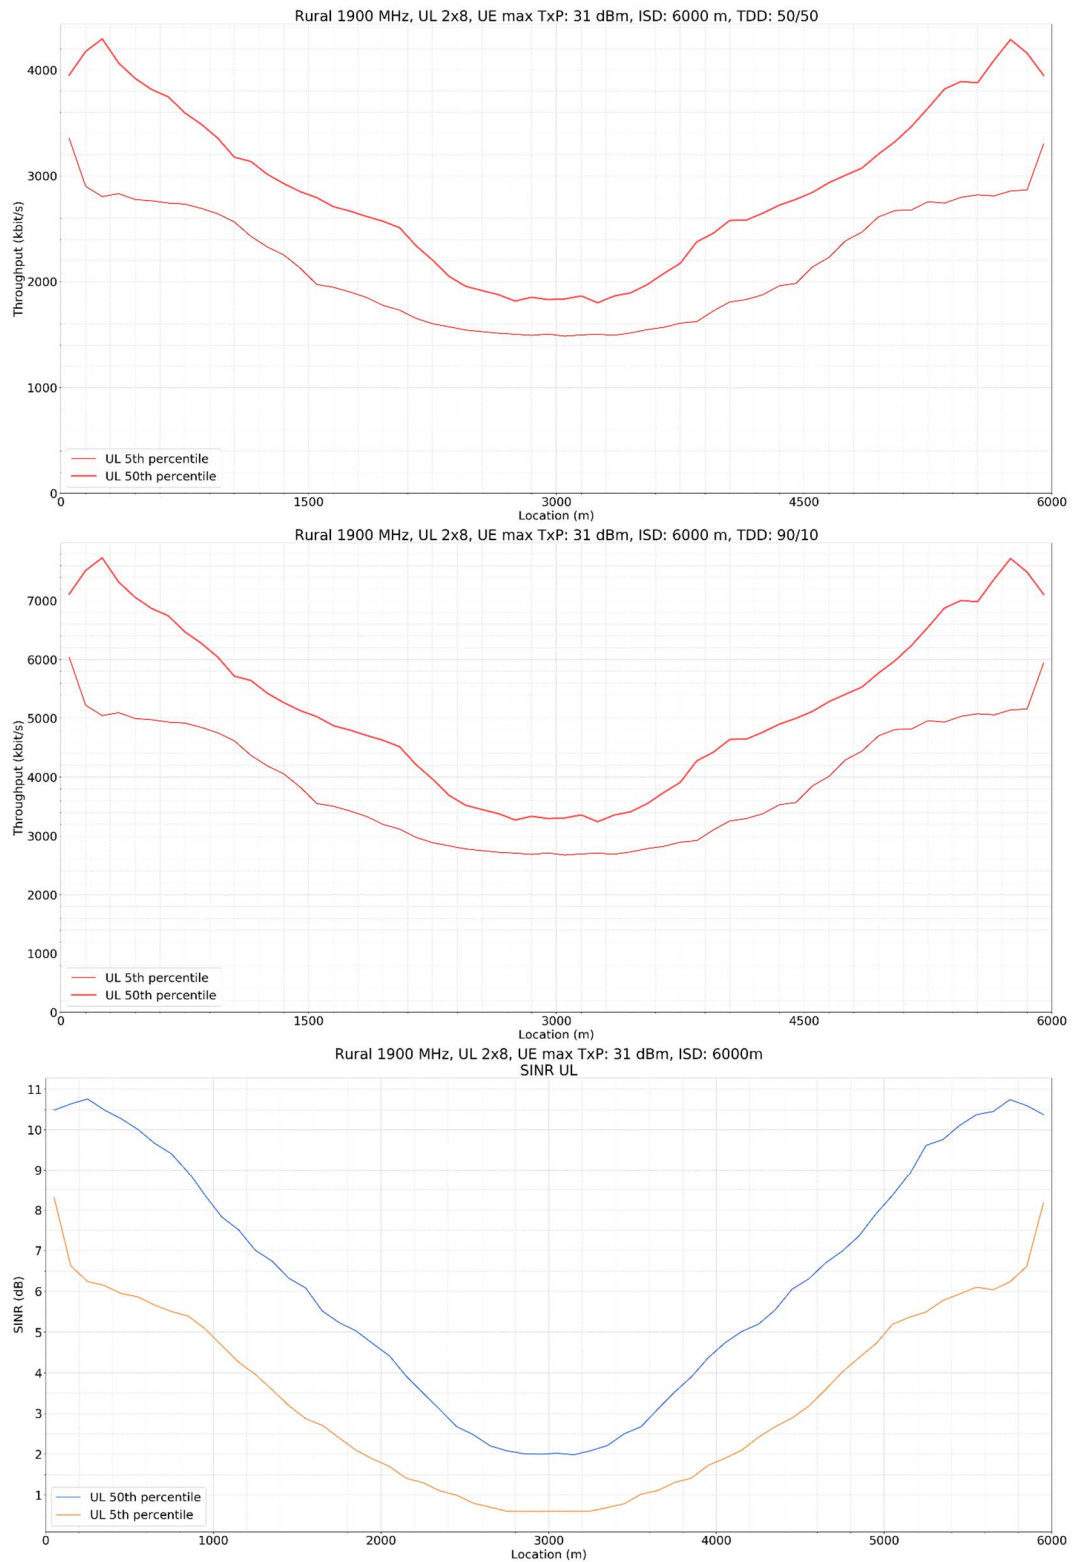 Rural 1900 MHz, UL 2x8, UE max TxP: 31 dBm, ISD: 6000 m, TDD: 50/50
4000
3000
2000
1000
0
Throughput (kbit/s)
UL 5th percentile
UL 50th percentile
0 1500 3000 4500 6000
Location (m)
Rural 1900 MHz, UL 2x8, UE max TxP: 31 dBm, ISD: 6000 m, TDD: 90/10
7000
6000
5000
4000
3000
2000
1000
0
Throughput (kbit/s)
UL 5th percentile
UL 50th percentile
0 1500 3000 4500 6000
Location (m)
Rural 1900 MHz, UL 2x8, UE max TxP: 31 dBm, ISD: 6000m
SINR UL
11
10
9
8
7
6
5
4
3
2
1
SINR (dB)
UL 50th percentile
UL 5th percentile
0 1000 2000 3000 4000 5000 6000
Location (m)